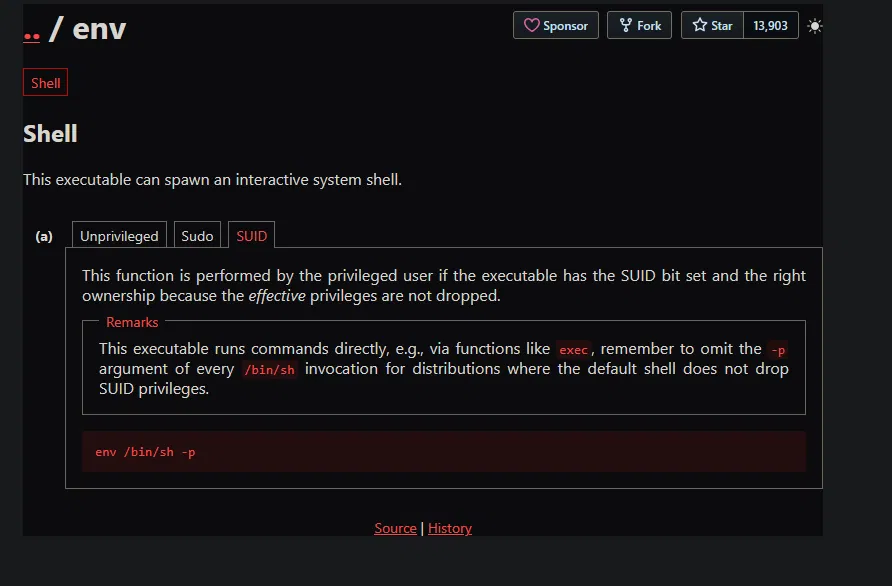 .. / env
Sponsor Fork Star 13,903
Shell
Shell
This executable can spawn an interactive system shell.
(a) Unprivileged Sudo SUID
This function is performed by the privileged user if the executable has the SUID bit set and the right
ownership because the effective privileges are not dropped.
Remarks
This executable runs commands directly, e.g., via functions like exec, remember to omit the -p
argument of every /bin/sh invocation for distributions where the default shell does not drop
SUID privileges.
env /bin/sh -p
Source | History